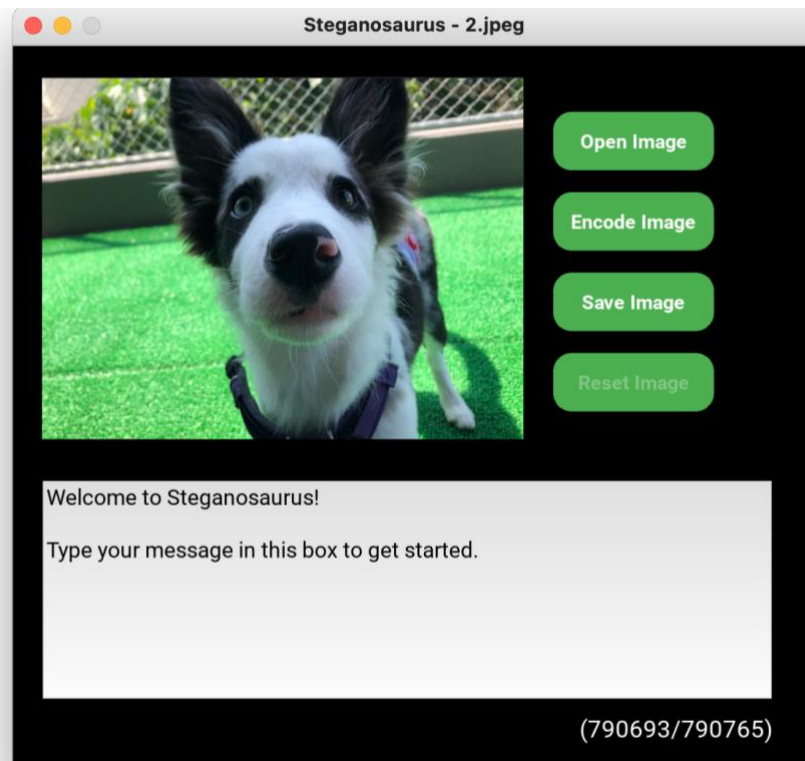 Steganosaurus - 2.jpeg
Open Image
Encode Image
Save Image
Reset Image
Welcome to Steganosaurus!
Type your message in this box to get started.
(790693/790765)